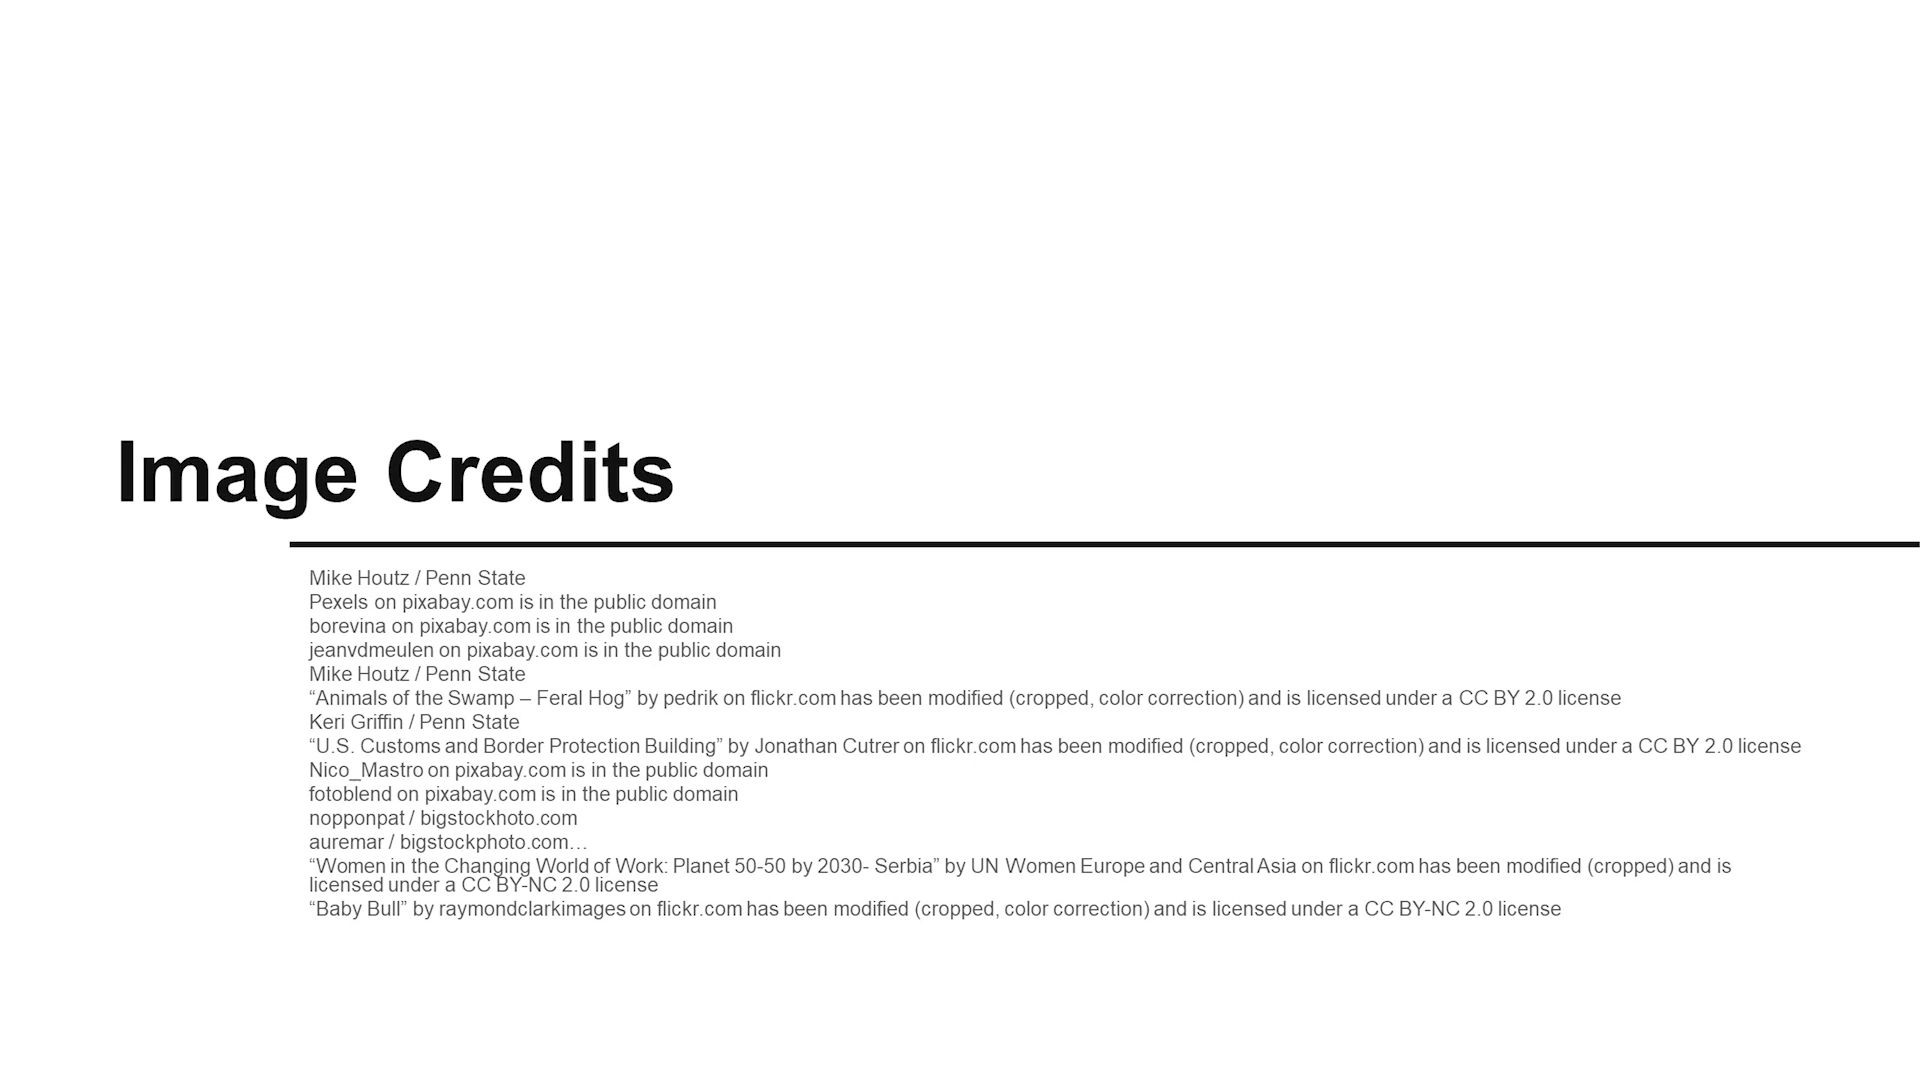 Image Credits
Mike Houtz / Penn State
Pexels on pixabay.com is in the public domain
borevina on pixabay.com is in the public domain
jeanvdmeulen on pixabay.com is in the public domain
Mike Houtz / Penn State
“Animals of the Swamp – Feral Hog” by pedrik on flickr.com has been modified (cropped, color correction) and is licensed under a CC BY 2.0 license
Keri Griffin / Penn State
“U.S. Customs and Border Protection Building” by Jonathan Cutrer on flickr.com has been modified (cropped, color correction) and is licensed under a CC BY 2.0 license
Nico_Mastro on pixabay.com is in the public domain
fotoblend on pixabay.com is in the public domain
nopponpat / bigstockhoto.com
auremar / bigstockphoto.com…
“Women in the Changing World of Work: Planet 50-50 by 2030- Serbia” by UN Women Europe and Central Asia on flickr.com has been modified (cropped) and is
licensed under a CC BY-NC 2.0 license
“Baby Bull” by raymondclarkimages on flickr.com has been modified (cropped, color correction) and is licensed under a CC BY-NC 2.0 license